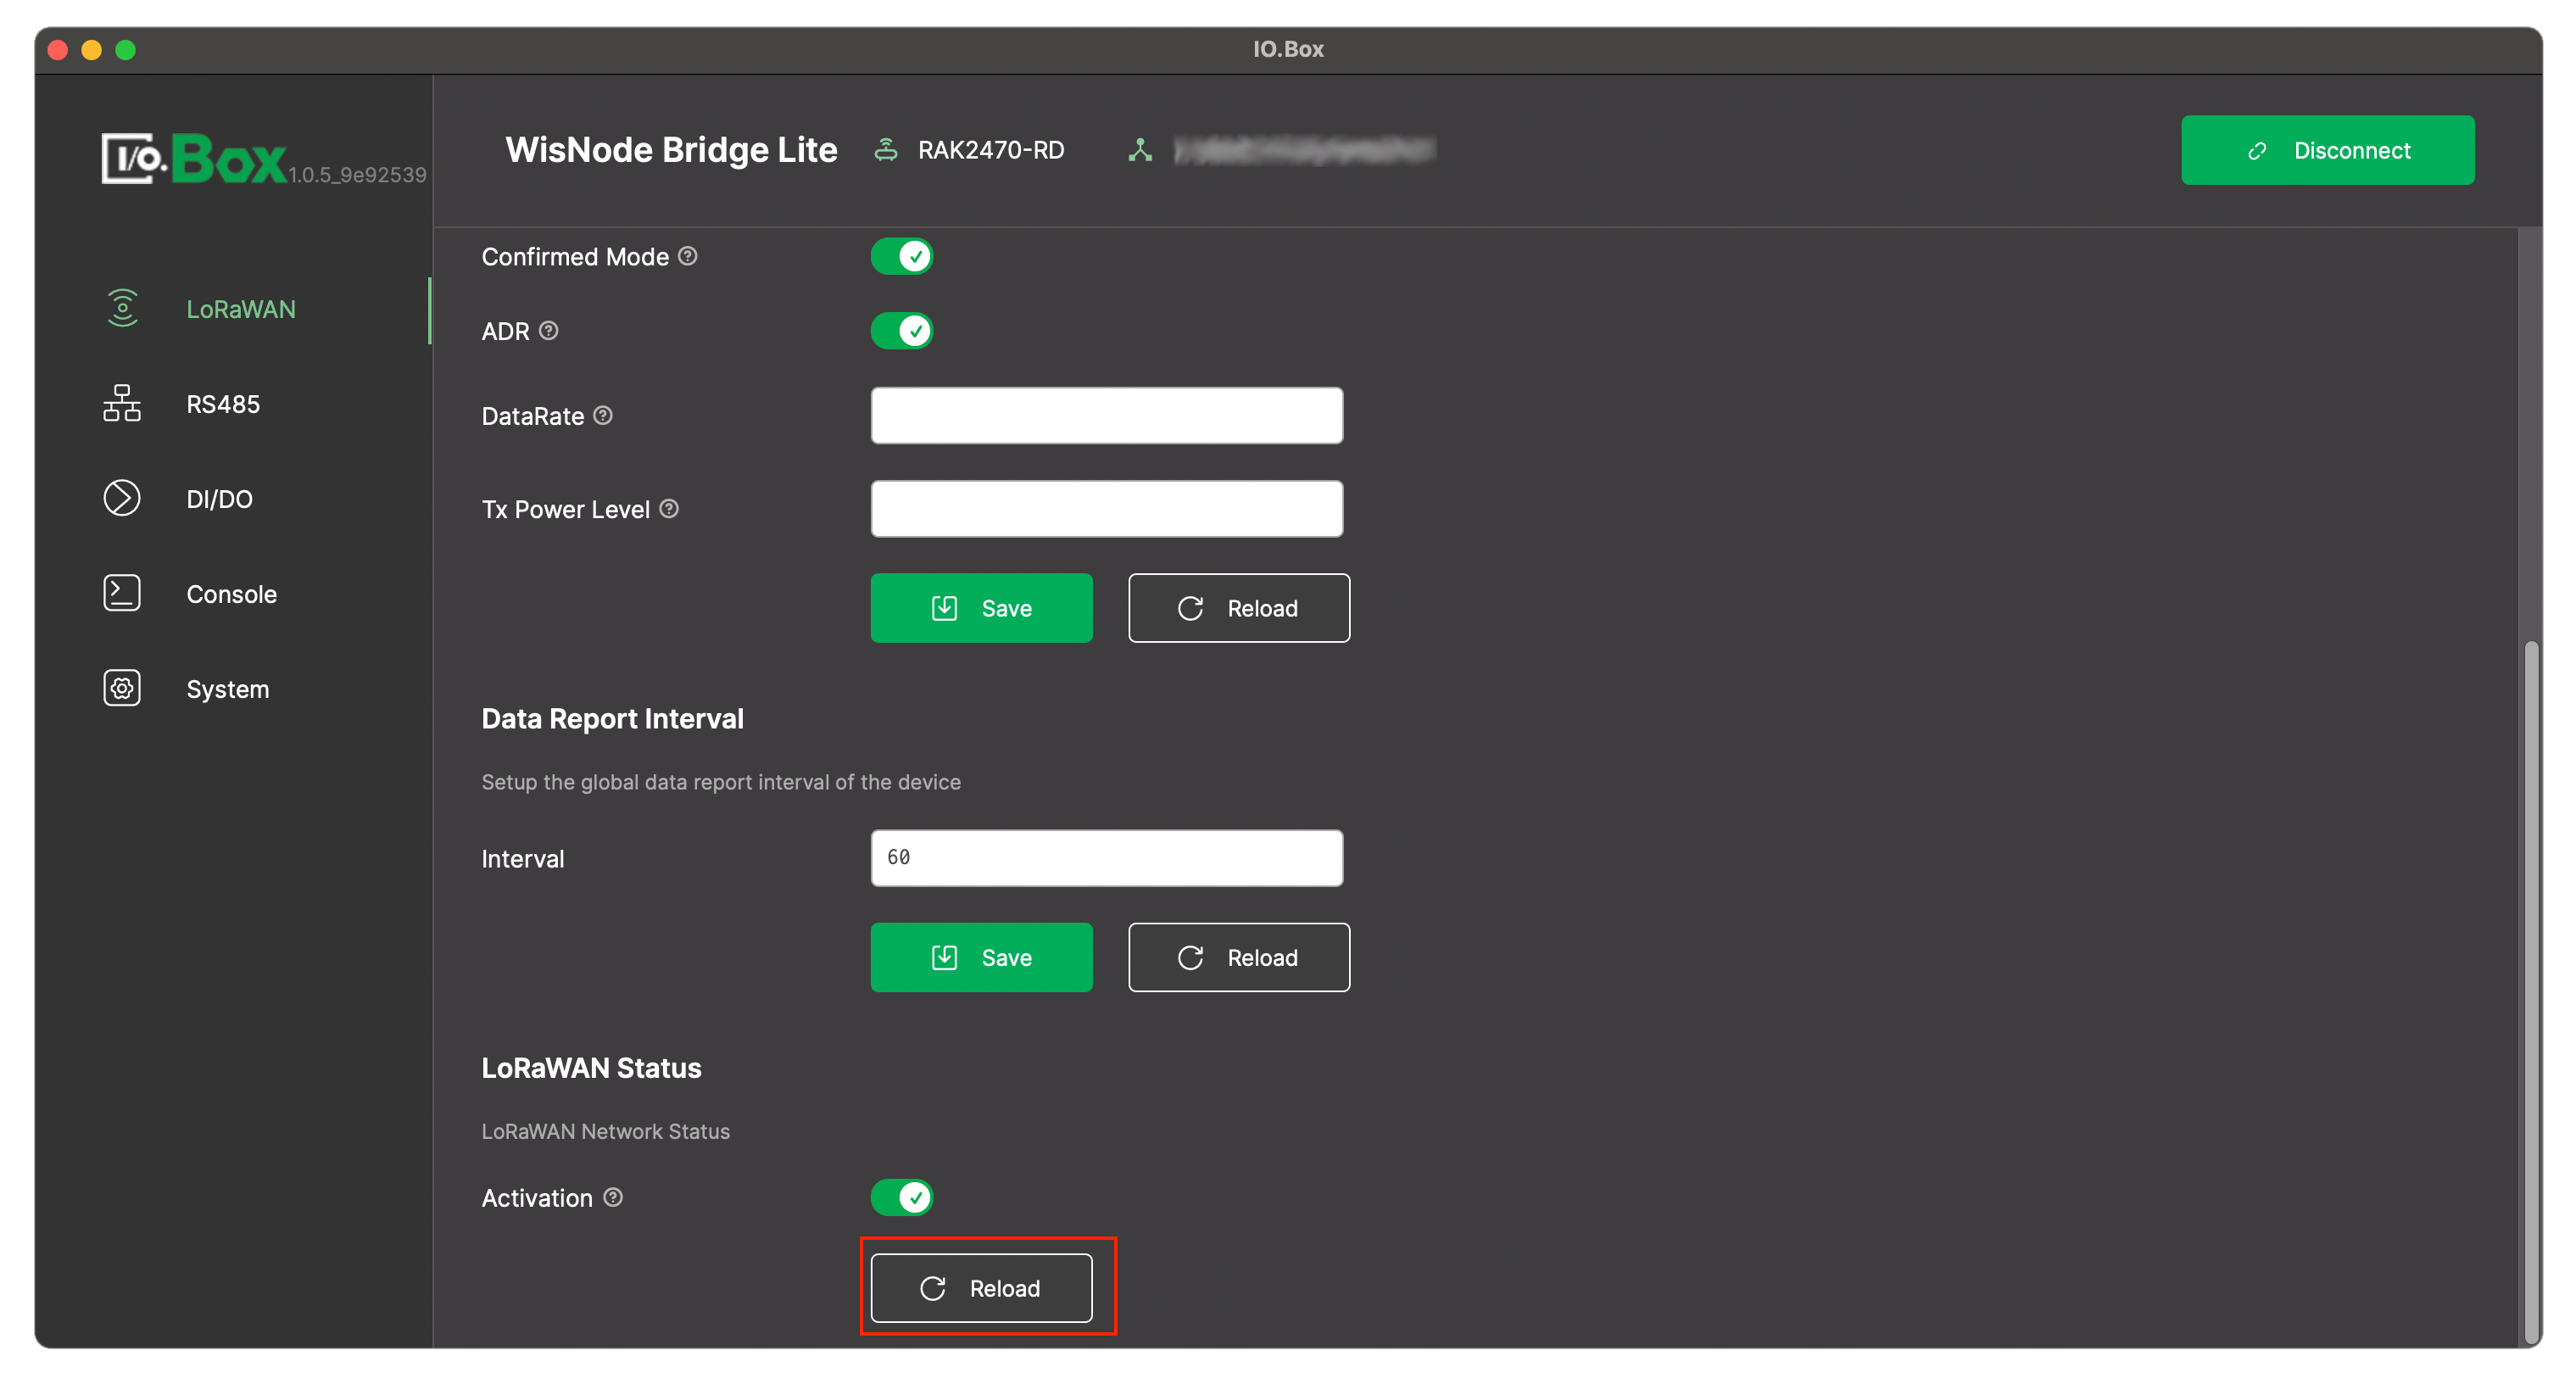 IO.Box
I/O.Box 1.0.5_9e92539
WisNode Bridge Lite RAK2470-RD
Disconnect
LoRaWAN
RS485
DI/DO
Console
System
Confirmed Mode
ADR
DataRate
Tx Power Level
Save Reload
Data Report Interval
Setup the global data report interval of the device
Interval 60
Save Reload
LoRaWAN Status
LoRaWAN Network Status
Activation
Reload